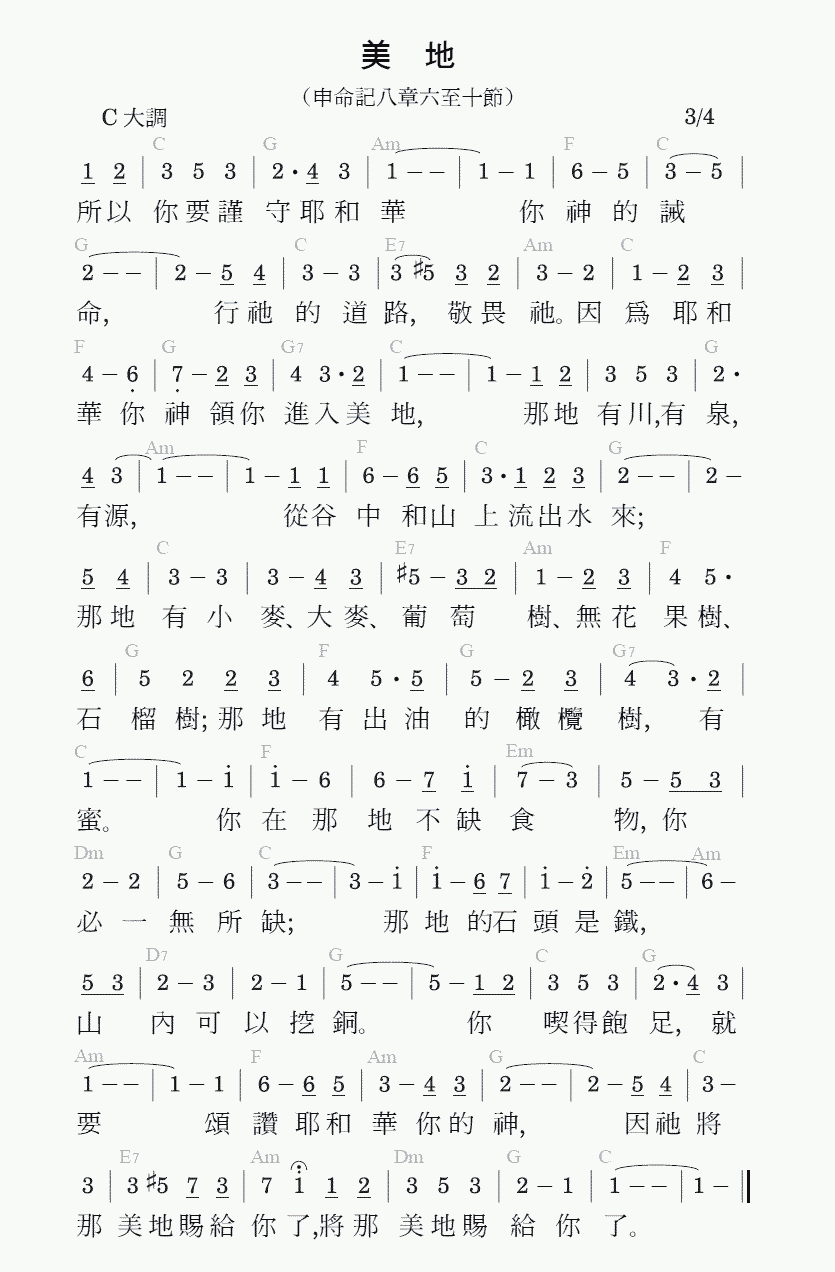 美 地
（申命記八章六至十節）
C 大調 3/4
C G Am F C
1 2 | 3 5 3 | 2 · 4 3 | 1 – – | 1 – 1 | 6 – 5 | 3 – 5 |
所以 你要謹 守耶和 華 你 神 的 誡
G C E7 Am C
2 – – | 2 – 5 4 | 3 – 3 | 3 #5 3 2 | 3 – 2 | 1 – 2 3 |
命, 行祂 的 道 路, 敬畏 祂。因 爲 耶和
F G G7 C G
4 – 6 | 7 – 2 3 | 4 3 · 2 | 1 – – | 1 – 1 2 | 3 5 3 | 2 ·
華 你 神 領你 進入美 地, 那地 有川,有 泉,
Am F C G
4 3 | 1 – – | 1 – 1 1 | 6 – 6 5 | 3 · 1 2 3 | 2 – – | 2 –
有源, 從谷 中 和山 上流出水 來;
C E7 Am F
5 4 | 3 – 3 | 3 – 4 3 | #5 – 3 2 | 1 – 2 3 | 4 5 ·
那地 有 小 麥、大麥、葡 萄 樹、無花 果樹、
G F G G7
6 | 5 2 2 3 | 4 5 · 5 | 5 – 2 3 | 4 3 · 2 |
石 榴 樹; 那 地 有 出 油 的 橄 欖 樹, 有
C F Em
1 – – | 1 – 1 | 1 – 6 | 6 – 7 1 | 7 – 3 | 5 – 5 3 |
蜜。 你 在 那 地 不 缺 食 物, 你
Dm G C F Em Am
2 – 2 | 5 – 6 | 3 – – | 3 – 1 | 1 – 6 7 | 1 – 2 | 5 – – | 6 –
必 一 無 所 缺; 那 地 的石 頭 是 鐵,
D7 G C G
5 3 | 2 – 3 | 2 – 1 | 5 – – | 5 – 1 2 | 3 5 3 | 2 · 4 3 |
山 內 可 以 挖 銅。 你 喫得飽 足, 就
Am F Am G C
1 – – | 1 – 1 | 6 – 6 5 | 3 – 4 3 | 2 – – | 2 – 5 4 | 3 –
要 頌 讚 耶和 華 你的 神, 因祂 將
E7 Am Dm G C
3 | 3 #5 7 3 | 7 1 1 2 | 3 5 3 | 2 – 1 | 1 – – | 1 – ‖
那 美地賜給 你 了,將那 美地賜 給 你 了。